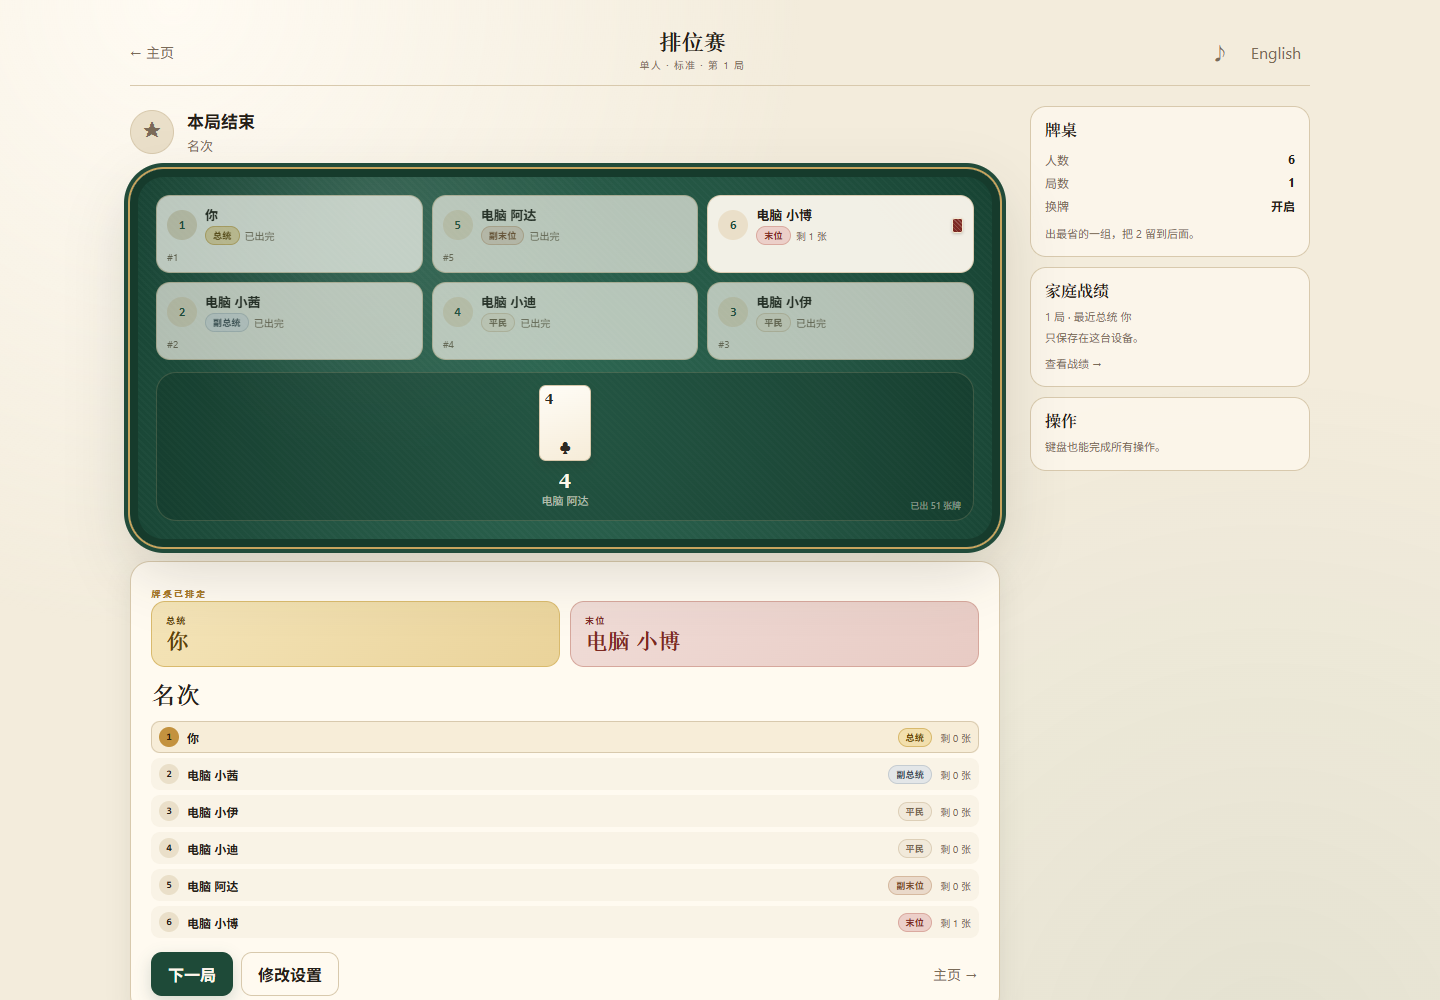 ← 主页
排位赛
单人 · 标准 · 第 1 局
♪
English
本局结束
名次
1
你
总统 已出完
#1
5
电脑 阿达
副末位 已出完
#5
6
电脑 小博
末位 剩 1 张
2
电脑 小茜
副总统 已出完
#2
4
电脑 小迪
平民 已出完
#4
3
电脑 小伊
平民 已出完
#3
4
♣
4
电脑 阿达
已出 51 张牌
牌桌已排定
总统
你
末位
电脑 小博
名次
1 你 总统 剩 0 张
2 电脑 小茜 副总统 剩 0 张
3 电脑 小伊 平民 剩 0 张
4 电脑 小迪 平民 剩 0 张
5 电脑 阿达 副末位 剩 0 张
6 电脑 小博 末位 剩 1 张
下一局 修改设置 主页 →
牌桌
人数 6
局数 1
换牌 开启
出最省的一组，把 2 留到后面。
家庭战绩
1 局 · 最近总统 你
只保存在这台设备。
查看战绩 →
操作
键盘也能完成所有操作。